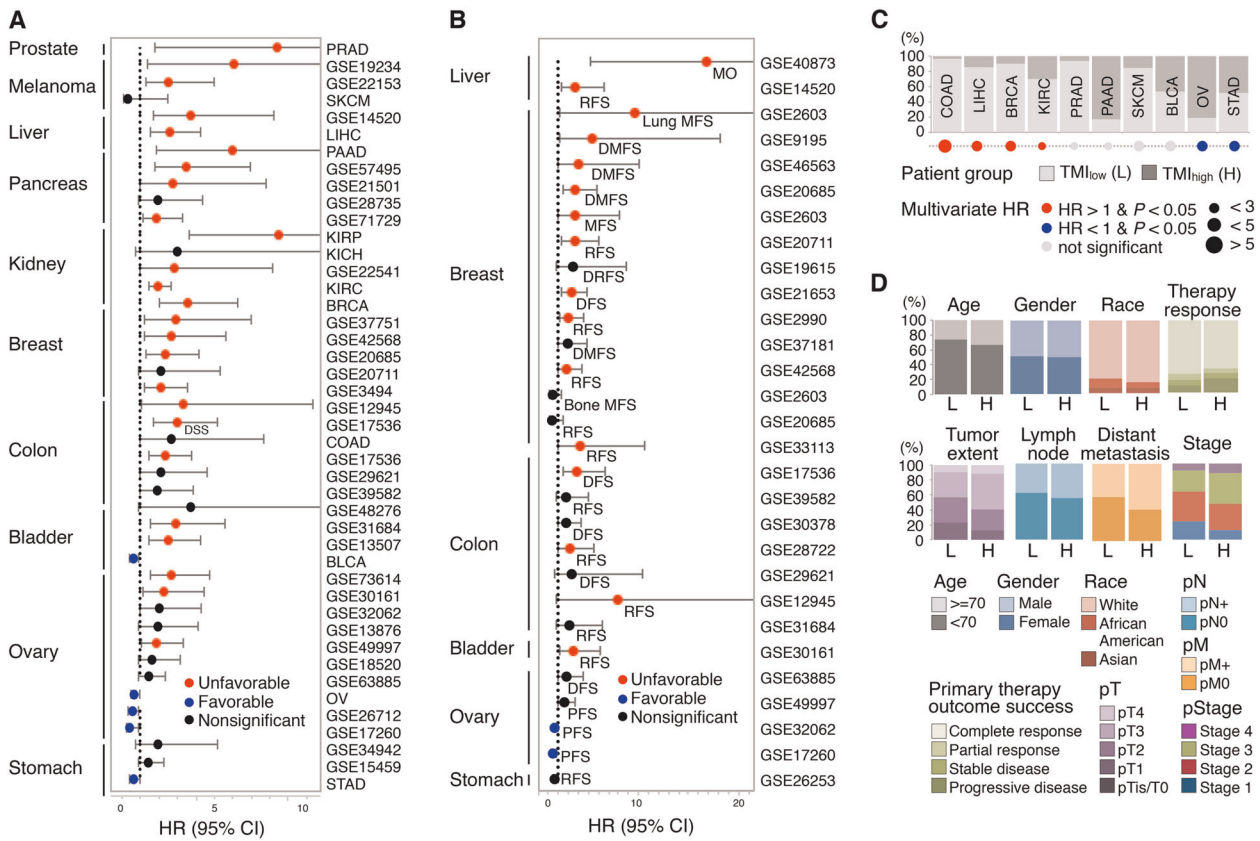 A
Prostate
Melanoma
Liver
Pancreas
Kidney
Breast
Colon
Bladder
Ovary
Stomach
PRAD
GSE19234
GSE22153
SKCM
GSE14520
LIHC
PAAD
GSE57495
GSE21501
GSE28735
GSE71729
KIRP
KICH
GSE22541
KIRC
BRCA
GSE37751
GSE42568
GSE20685
GSE20711
GSE3494
GSE12945
GSE17536
DSS
COAD
GSE17536
GSE29621
GSE39582
GSE48276
GSE31684
GSE13507
BLCA
GSE73614
GSE30161
GSE32062
GSE13876
GSE49997
GSE18520
GSE63885
OV
GSE26712
GSE17260
GSE34942
GSE15459
STAD
Unfavorable
Favorable
Nonsignificant
0 5 10
HR (95% CI)
B
Liver
Breast
Colon
Bladder
Ovary
Stomach
MO GSE40873
RFS GSE14520
Lung MFS GSE2603
DMFS GSE9195
DMFS GSE46563
DMFS GSE20685
MFS GSE2603
RFS GSE20711
DRFS GSE19615
DFS GSE21653
RFS GSE2990
DMFS GSE37181
RFS GSE42568
Bone MFS GSE2603
RFS GSE20685
RFS GSE33113
DFS GSE17536
RFS GSE39582
DFS GSE30378
RFS GSE28722
DFS GSE29621
RFS GSE12945
RFS GSE31684
RFS GSE30161
DFS GSE63885
PFS GSE49997
PFS GSE32062
PFS GSE17260
RFS GSE26253
Unfavorable
Favorable
Nonsignificant
0 10 20
HR (95% CI)
C
(%)
100
80
60
40
20
0
COAD LIHC BRCA KIRC PRAD PAAD SKCM BLCA OV STAD
Patient group TMIlow (L) TMIhigh (H)
Multivariate HR HR > 1 & P < 0.05 < 3
HR < 1 & P < 0.05 < 5
not significant > 5
D
(%)
Age Gender Race Therapy response
100
80
60
40
20
0
L H L H L H L H
(%)
Tumor extent Lymph node Distant metastasis Stage
100
80
60
40
20
0
L H L H L H L H
Age
>=70
<70
Gender
Male
Female
Race
White
African
American
Asian
pN
pN+
pN0
pM
pM+
pM0
Primary therapy
outcome success
Complete response
Partial response
Stable disease
Progressive disease
pT
pT4
pT3
pT2
pT1
pTis/T0
pStage
Stage 4
Stage 3
Stage 2
Stage 1